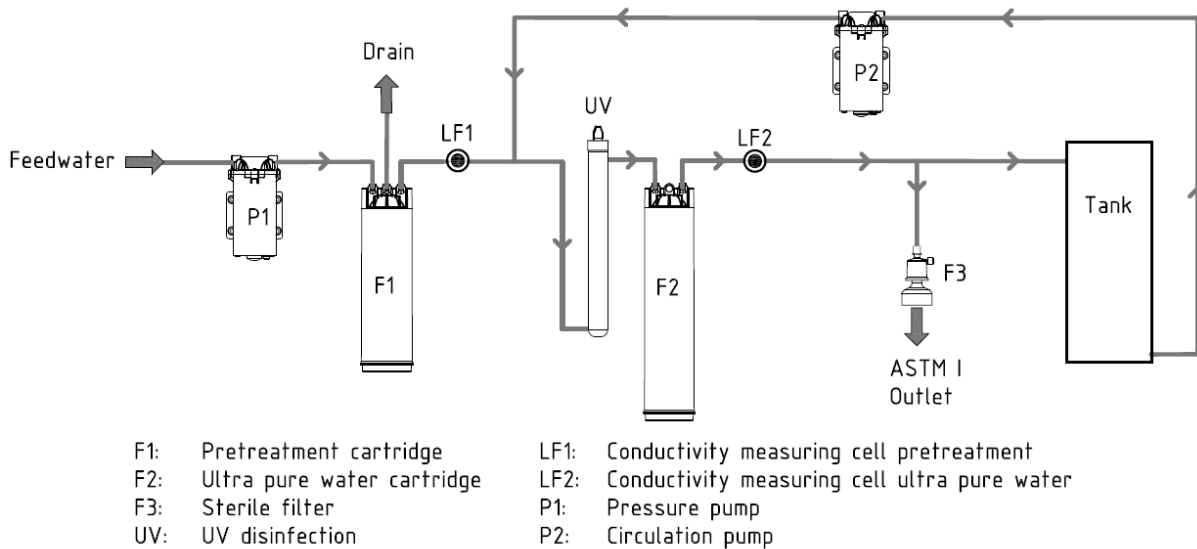 P2
Drain
UV
LF1
LF2
Feedwater
P1
Tank
F1
F2
F3
ASTM I
Outlet
F1: Pretreatment cartridge
F2: Ultra pure water cartridge
F3: Sterile filter
UV: UV disinfection
LF1: Conductivity measuring cell pretreatment
LF2: Conductivity measuring cell ultra pure water
P1: Pressure pump
P2: Circulation pump